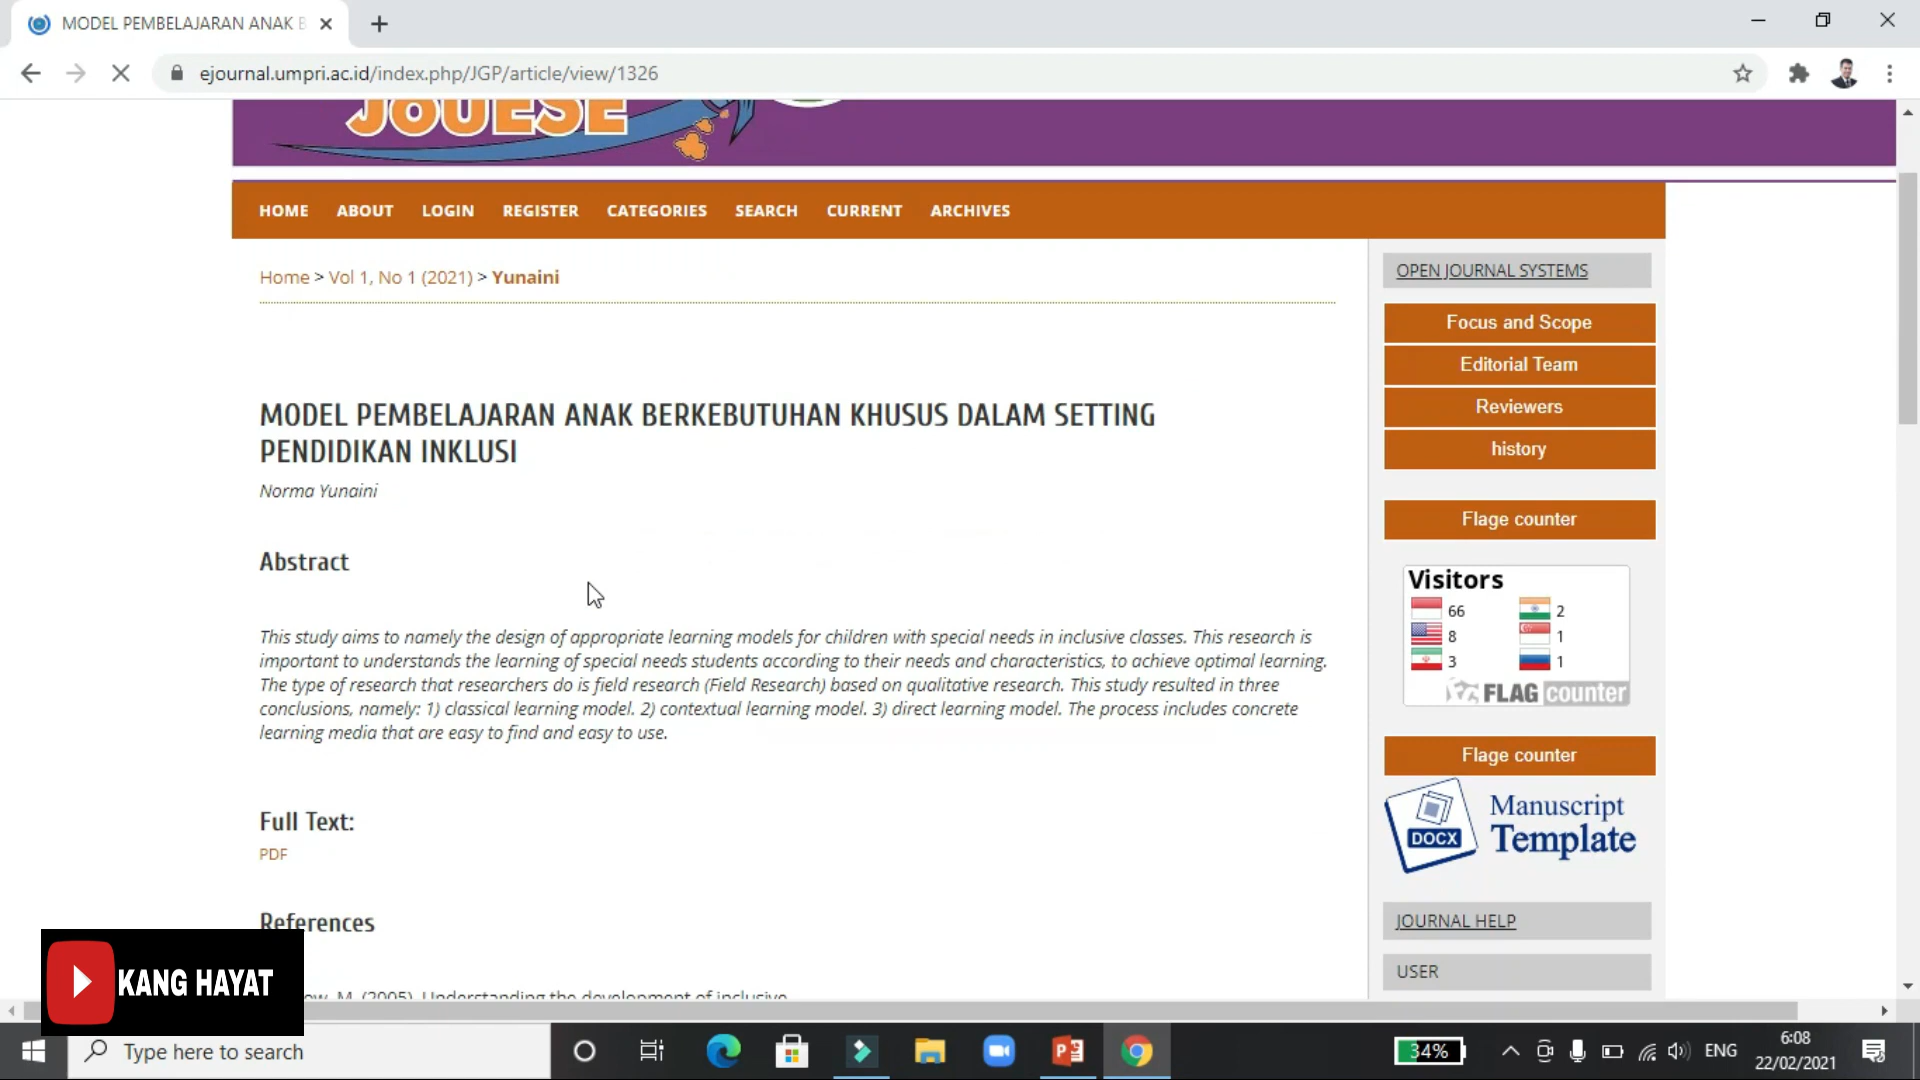 MODEL PEMBELAJARAN ANAK B
ejournal.umpri.ac.id/index.php/JGP/article/view/1326
JOUESE
HOME ABOUT LOGIN REGISTER CATEGORIES SEARCH CURRENT ARCHIVES
Home > Vol 1, No 1 (2021) > Yunaini
MODEL PEMBELAJARAN ANAK BERKEBUTUHAN KHUSUS DALAM SETTING
PENDIDIKAN INKLUSI
Norma Yunaini
Abstract
This study aims to namely the design of appropriate learning models for children with special needs in inclusive classes. This research is
important to understands the learning of special needs students according to their needs and characteristics, to achieve optimal learning.
The type of research that researchers do is field research (Field Research) based on qualitative research. This study resulted in three
conclusions, namely: 1) classical learning model. 2) contextual learning model. 3) direct learning model. The process includes concrete
learning media that are easy to find and easy to use.
Full Text:
PDF
References
M. (2005). Understanding the development of inclusive
OPEN JOURNAL SYSTEMS
Focus and Scope
Editorial Team
Reviewers
history
Flage counter
Visitors
66 2
8 1
3 1
FLAG counter
Flage counter
DOCX
Manuscript
Template
JOURNAL HELP
USER
KANG HAYAT
Type here to search
34%
ENG
6:08
22/02/2021